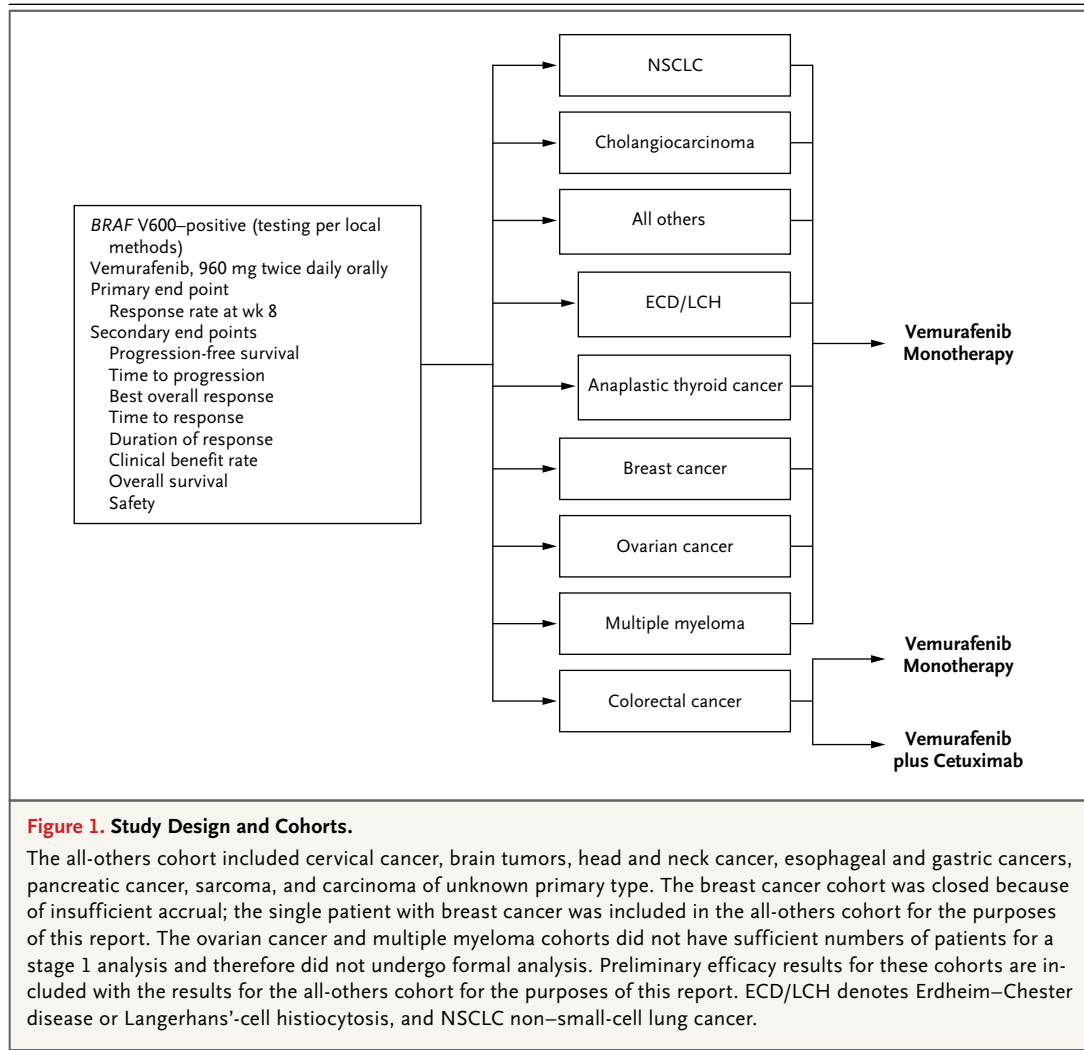 NSCLC
Cholangiocarcinoma
All others
ECD/LCH
Anaplastic thyroid cancer
Breast cancer
Ovarian cancer
Multiple myeloma
Colorectal cancer
BRAF V600–positive (testing per local
methods)
Vemurafenib, 960 mg twice daily orally
Primary end point
Response rate at wk 8
Secondary end points
Progression-free survival
Time to progression
Best overall response
Time to response
Duration of response
Clinical benefit rate
Overall survival
Safety
Vemurafenib
Monotherapy
Vemurafenib
Monotherapy
Vemurafenib
plus Cetuximab
Figure 1. Study Design and Cohorts.
The all-others cohort included cervical cancer, brain tumors, head and neck cancer, esophageal and gastric cancers,
pancreatic cancer, sarcoma, and carcinoma of unknown primary type. The breast cancer cohort was closed because
of insufficient accrual; the single patient with breast cancer was included in the all-others cohort for the purposes
of this report. The ovarian cancer and multiple myeloma cohorts did not have sufficient numbers of patients for a
stage 1 analysis and therefore did not undergo formal analysis. Preliminary efficacy results for these cohorts are in-
cluded with the results for the all-others cohort for the purposes of this report. ECD/LCH denotes Erdheim–Chester
disease or Langerhans'-cell histiocytosis, and NSCLC non–small-cell lung cancer.